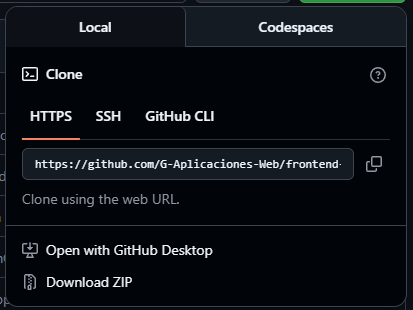 Local Codespaces
Clone
HTTPS SSH GitHub CLI
https://github.com/G-Aplicaciones-Web/frontend-
Clone using the web URL.
Open with GitHub Desktop
Download ZIP